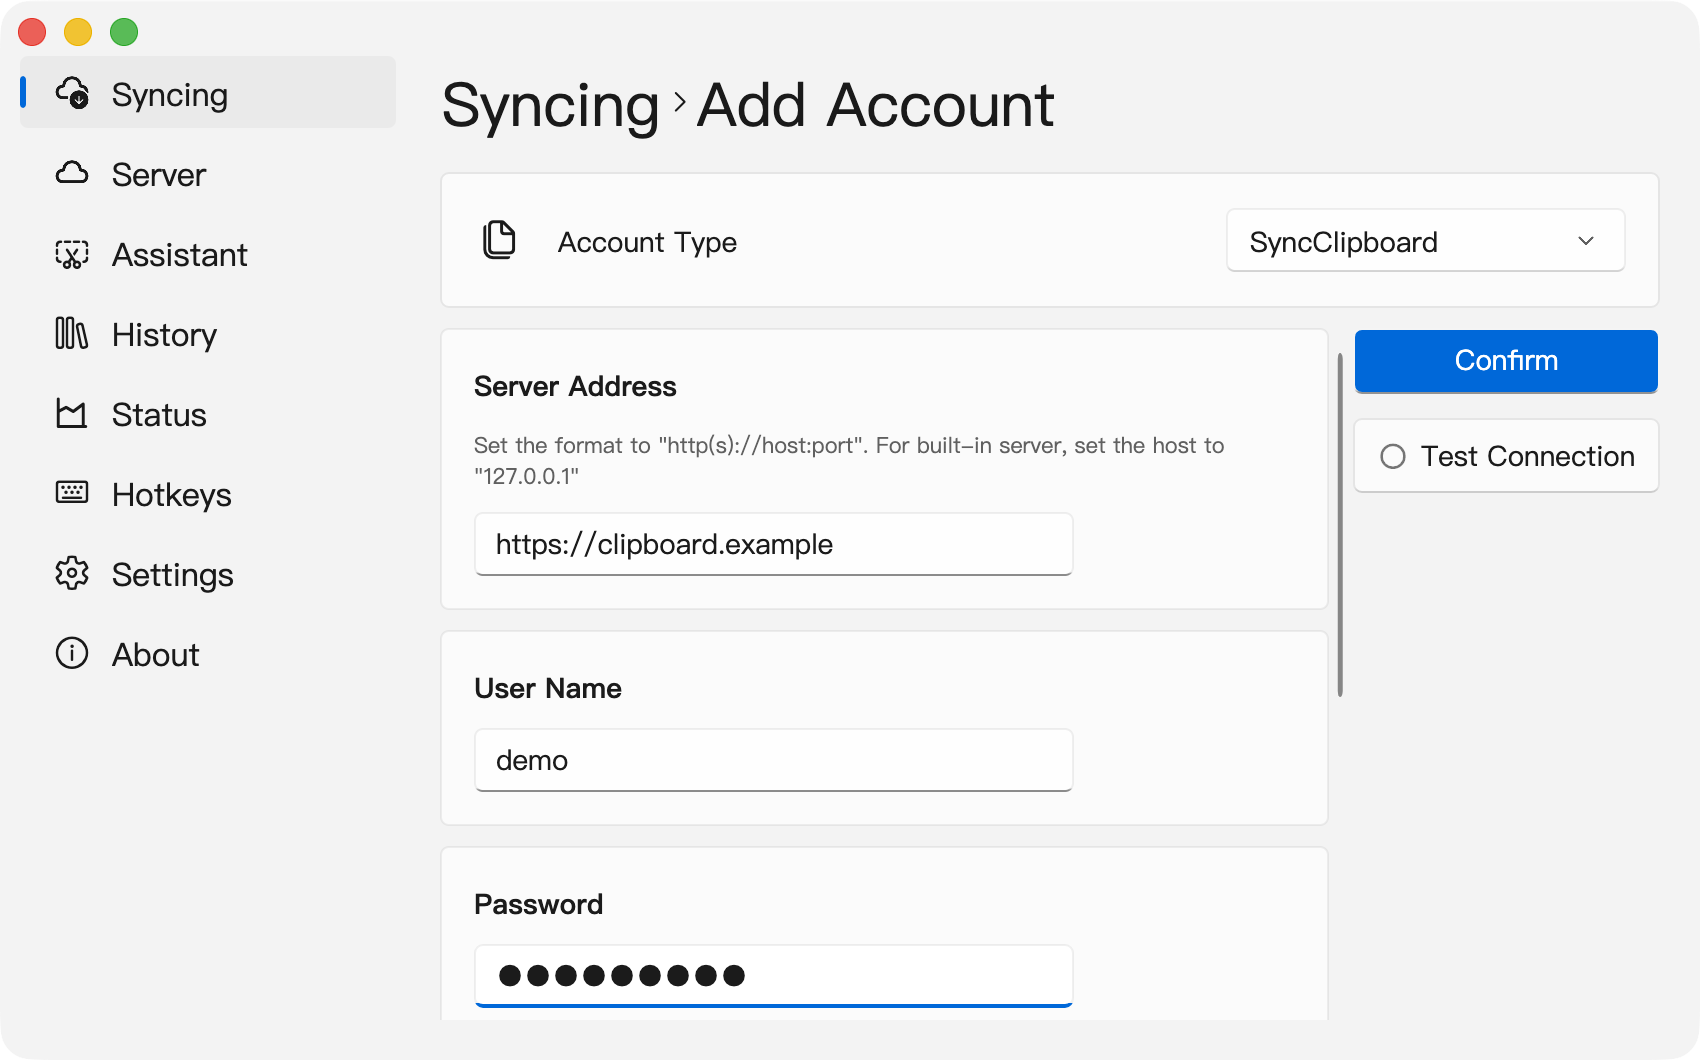 Syncing
Server
Assistant
History
Status
Hotkeys
Settings
About
Syncing › Add Account
Account Type
SyncClipboard
Server Address
Set the format to "http(s)://host:port". For built-in server, set the host to
"127.0.0.1"
https://clipboard.example
User Name
demo
Password
●●●●●●●●●
Confirm
Test Connection